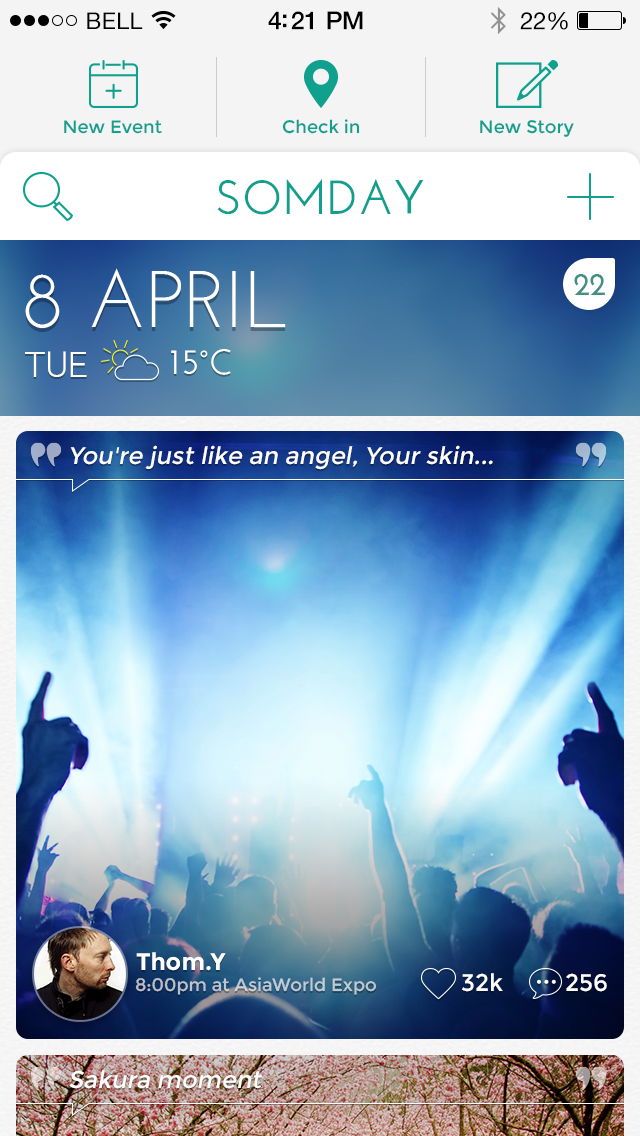 BELL 4:21 PM 22%
New Event Check in New Story
SOMDAY
8 APRIL
22
TUE 15°C
You're just like an angel, Your skin...
Thom.Y
8:00pm at AsiaWorld Expo
32k 256
Sakura moment